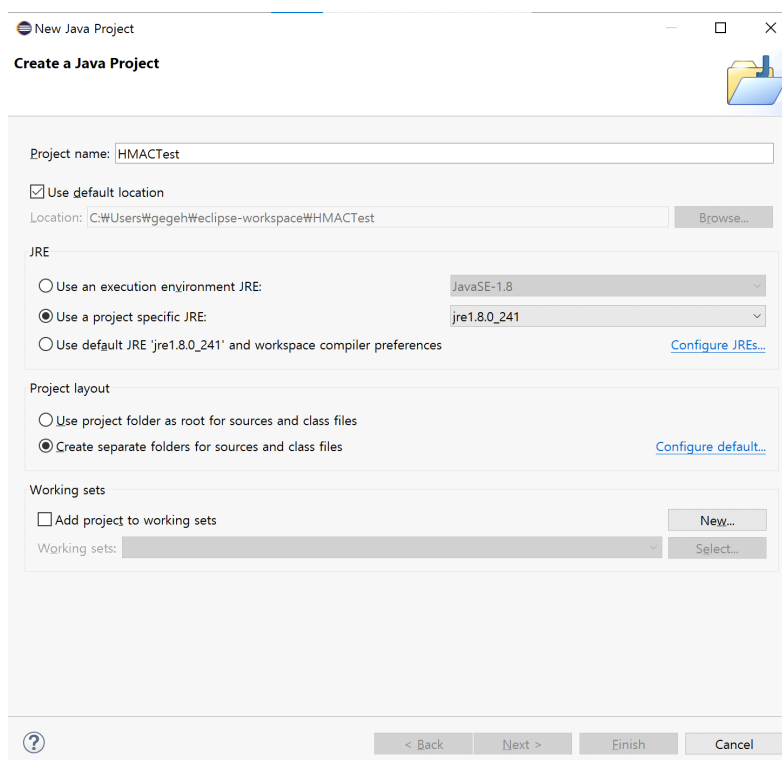 New Java Project
Create a Java Project
Project name: HMACTest
Use default location
Location: C:₩Users₩gegeh₩eclipse-workspace₩HMACTest Browse...
JRE
Use an execution environment JRE: JavaSE-1.8
Use a project specific JRE: jre1.8.0_241
Use default JRE 'jre1.8.0_241' and workspace compiler preferences Configure JREs...
Project layout
Use project folder as root for sources and class files
Create separate folders for sources and class files Configure default...
Working sets
Add project to working sets New...
Working sets: Select...
? < Back Next > Finish Cancel